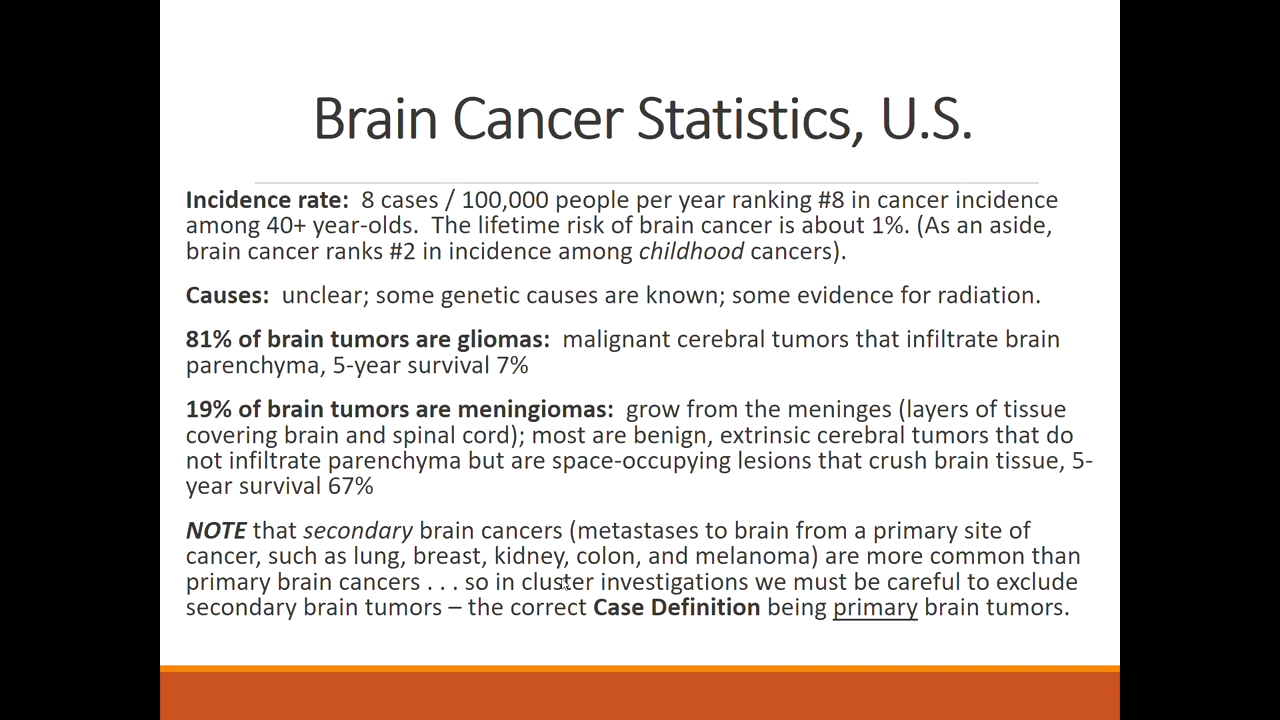 Brain Cancer Statistics, U.S.
Incidence rate:  8 cases / 100,000 people per year ranking #8 in cancer incidence
among 40+ year-olds.  The lifetime risk of brain cancer is about 1%. (As an aside,
brain cancer ranks #2 in incidence among childhood cancers).
Causes:  unclear; some genetic causes are known; some evidence for radiation.
81% of brain tumors are gliomas:  malignant cerebral tumors that infiltrate brain
parenchyma, 5-year survival 7%
19% of brain tumors are meningiomas:  grow from the meninges (layers of tissue
covering brain and spinal cord); most are benign, extrinsic cerebral tumors that do
not infiltrate parenchyma but are space-occupying lesions that crush brain tissue, 5-
year survival 67%
NOTE that secondary brain cancers (metastases to brain from a primary site of
cancer, such as lung, breast, kidney, colon, and melanoma) are more common than
primary brain cancers . . . so in cluster investigations we must be careful to exclude
secondary brain tumors – the correct Case Definition being primary brain tumors.